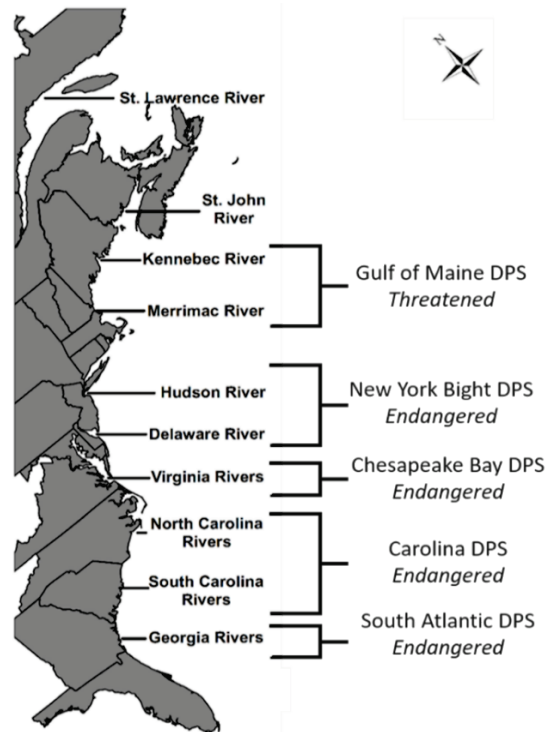 N
St. Lawrence River
St. John
River
Kennebec River
Gulf of Maine DPS
Threatened
Merrimac River
Hudson River
New York Bight DPS
Endangered
Delaware River
Chesapeake Bay DPS
Virginia Rivers
Endangered
North Carolina
Rivers
Carolina DPS
Endangered
South Carolina
Rivers
South Atlantic DPS
Georgia Rivers
Endangered